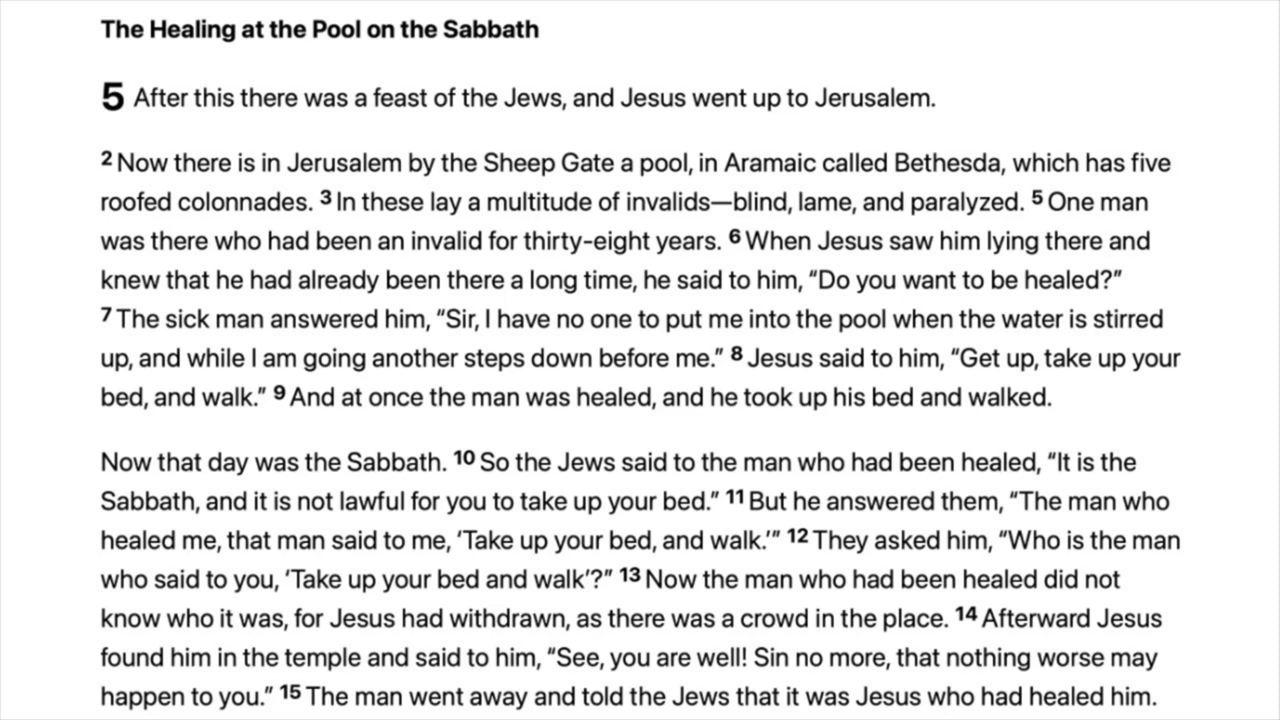 The Healing at the Pool on the Sabbath
5 After this there was a feast of the Jews, and Jesus went up to Jerusalem.
2 Now there is in Jerusalem by the Sheep Gate a pool, in Aramaic called Bethesda, which has five
roofed colonnades. 3 In these lay a multitude of invalids—blind, lame, and paralyzed. 5 One man
was there who had been an invalid for thirty-eight years. 6 When Jesus saw him lying there and
knew that he had already been there a long time, he said to him, “Do you want to be healed?”
7 The sick man answered him, “Sir, I have no one to put me into the pool when the water is stirred
up, and while I am going another steps down before me.” 8 Jesus said to him, “Get up, take up your
bed, and walk.” 9 And at once the man was healed, and he took up his bed and walked.
Now that day was the Sabbath. 10 So the Jews said to the man who had been healed, “It is the
Sabbath, and it is not lawful for you to take up your bed.” 11 But he answered them, “The man who
healed me, that man said to me, ‘Take up your bed, and walk.’” 12 They asked him, “Who is the man
who said to you, ‘Take up your bed and walk’?” 13 Now the man who had been healed did not
know who it was, for Jesus had withdrawn, as there was a crowd in the place. 14 Afterward Jesus
found him in the temple and said to him, “See, you are well! Sin no more, that nothing worse may
happen to you.” 15 The man went away and told the Jews that it was Jesus who had healed him.